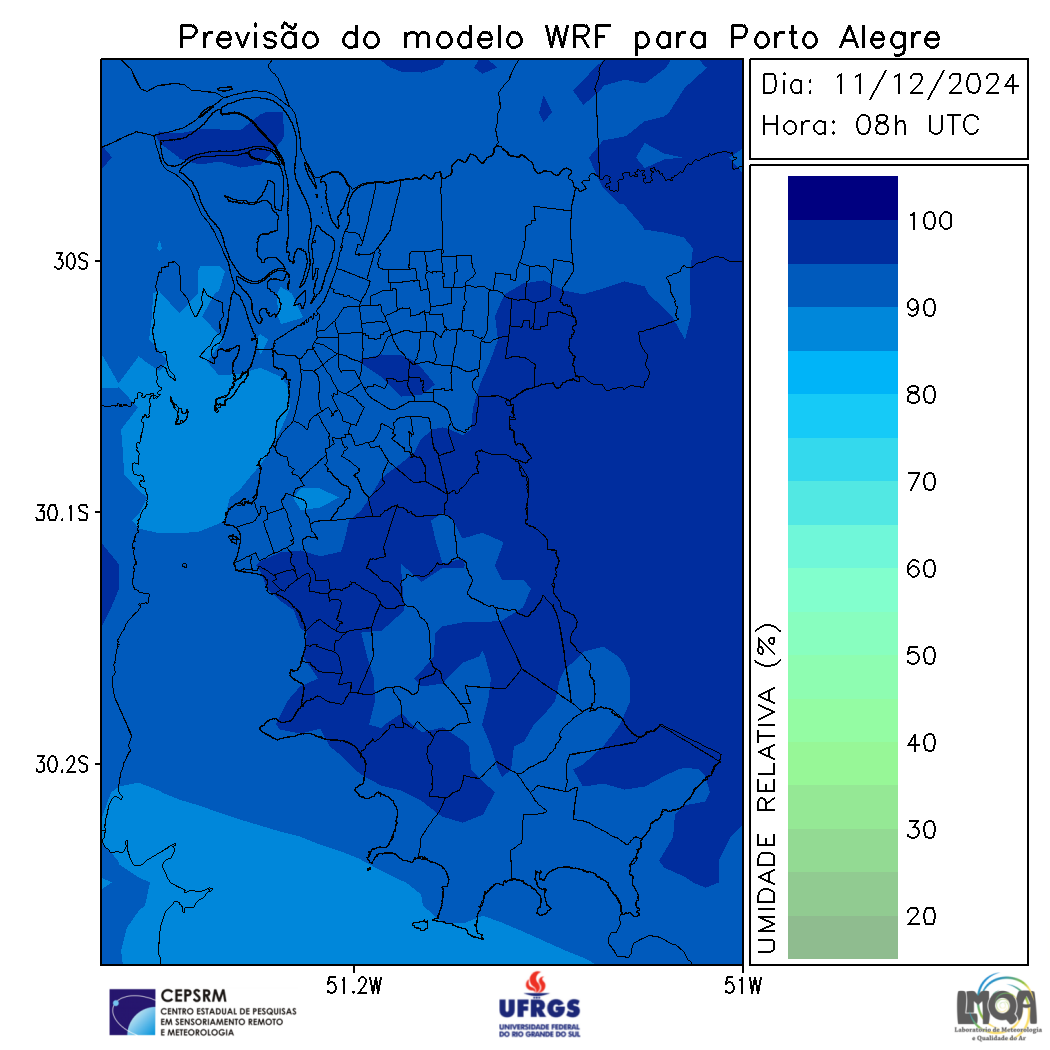 Previsão do modelo WRF para Porto Alegre
Dia: 11/12/2024
Hora: 08h UTC
30S
30.1S
30.2S
51.2W
51W
UMIDADE RELATIVA (%)
100
90
80
70
60
50
40
30
20
CEPSRM
CENTRO ESTADUAL DE PESQUISAS
EM SENSORIAMENTO REMOTO
E METEOROLOGIA
UFRGS
UNIVERSIDADE FEDERAL
DO RIO GRANDE DO SUL
LMQA
Laboratório de Meteorologia
e Qualidade do Ar